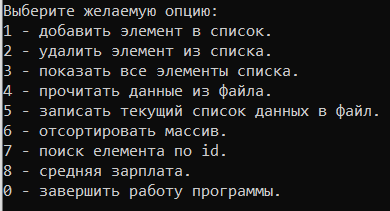 Выберите желаемую опцию:
1 - добавить элемент в список.
2 - удалить элемент из списка.
3 - показать все элементы списка.
4 - прочитать данные из файла.
5 - записать текущий список данных в файл.
6 - отсортировать массив.
7 - поиск елемента по id.
8 - средняя зарплата.
0 - завершить работу программы.